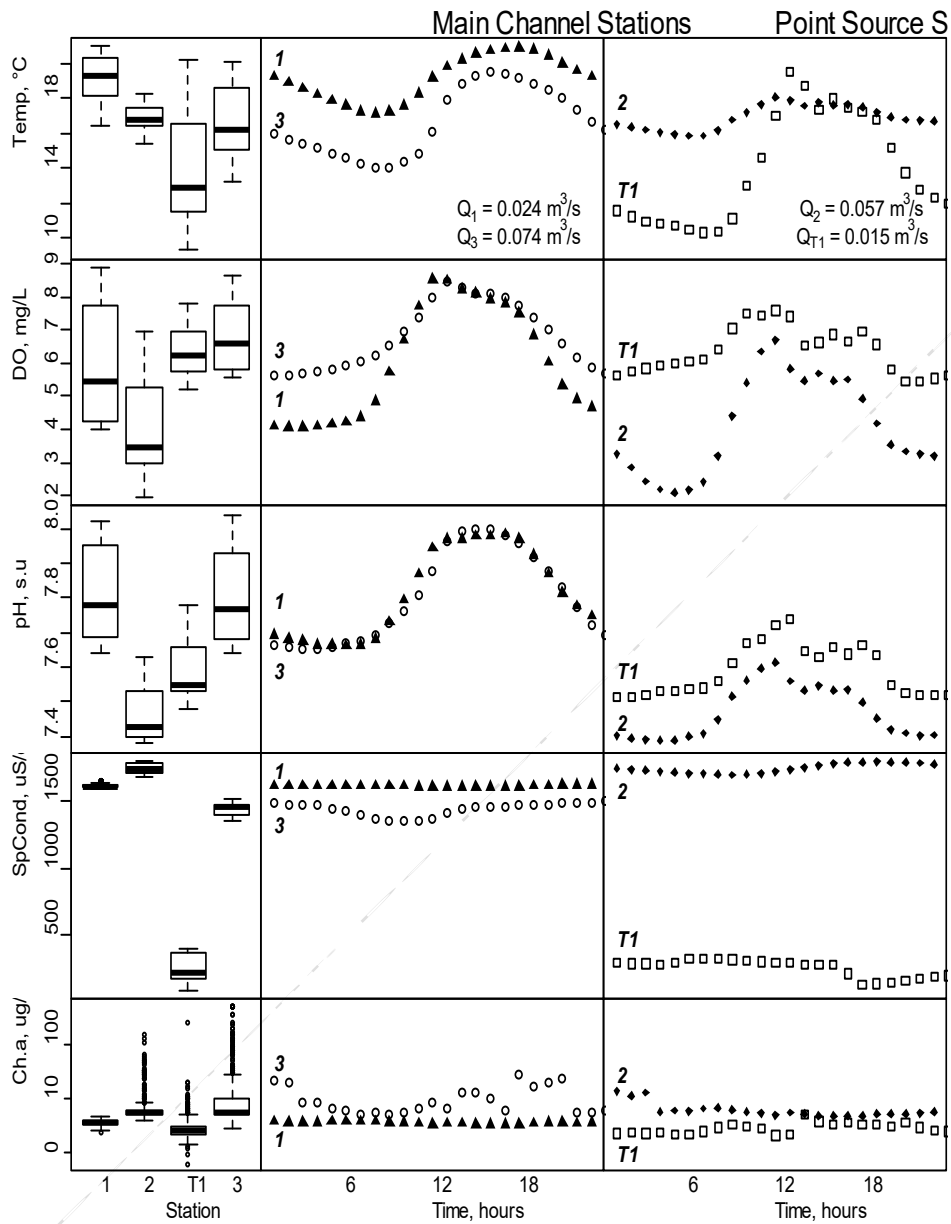 Main Channel Stations Point Source S
Temp, °C
18
14
10
1
3
Q1 = 0.024 m3/s
Q3 = 0.074 m3/s
2
T1
Q2 = 0.057 m3/s
QT1 = 0.015 m3/s
DO, mg/L
9
8
7
6
5
4
3
2
3
1
T1
2
pH, s.u
8.0
7.8
7.6
7.4
1
3
T1
2
SpCond, uS/
1500
1000
500
1
3
2
T1
Ch.a, ug/
100
10
0
3
1
2
T1
1 2 T1 3 6 18 6 12 18
Station Time, hours Time, hours